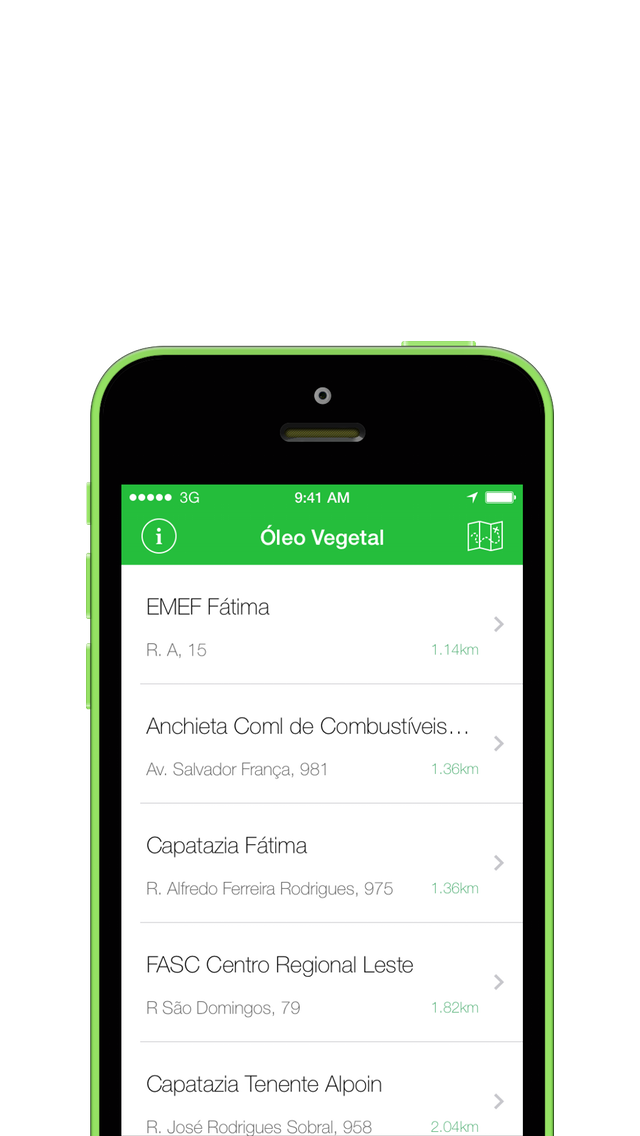 3G 9:41 AM
i Óleo Vegetal
EMEF Fátima
R. A, 15 1.14km
Anchieta Coml de Combustíveis...
Av. Salvador França, 981 1.36km
Capatazia Fátima
R. Alfredo Ferreira Rodrigues, 975 1.36km
FASC Centro Regional Leste
R São Domingos, 79 1.82km
Capatazia Tenente Alpoin
R. José Rodrigues Sobral, 958 2.04km